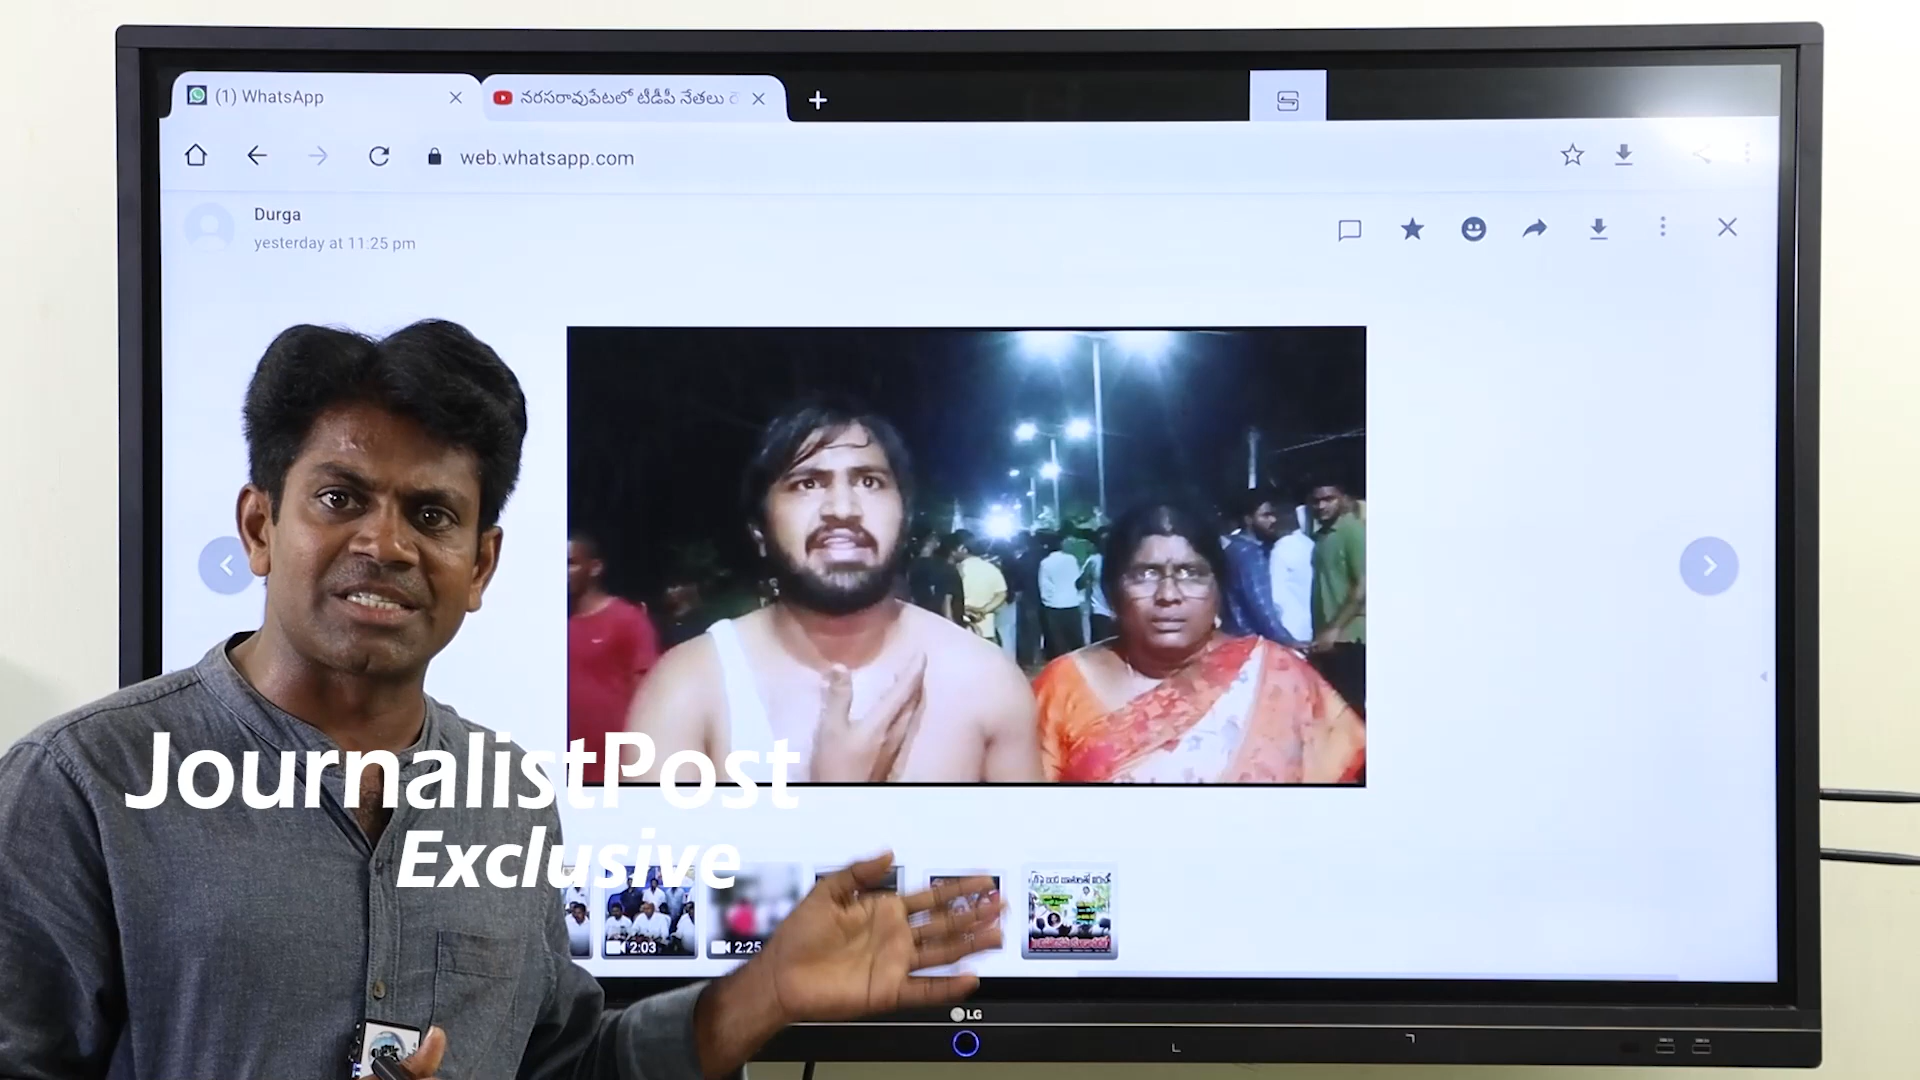 (1) WhatsApp
నరసరావుపేటలో టీడీపీ నేతలు
web.whatsapp.com
Durga
yesterday at 11:25 pm
JournalistPost
Exclusive
2:03
2:25
LG